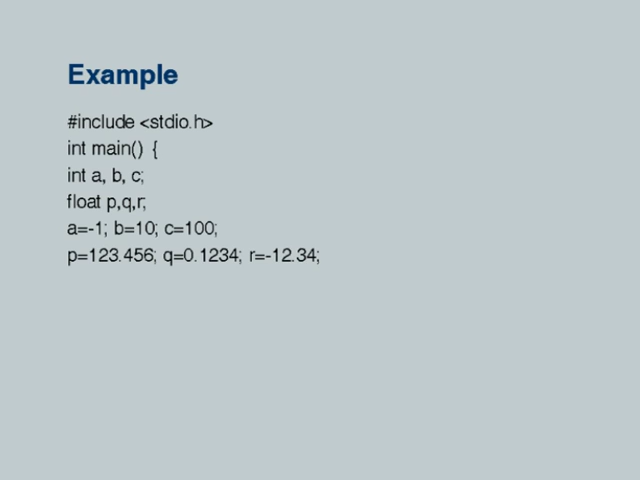 Example
#include <stdio.h>
int main() {
int a, b, c;
float p,q,r;
a=-1; b=10; c=100;
p=123.456; q=0.1234; r=-12.34;